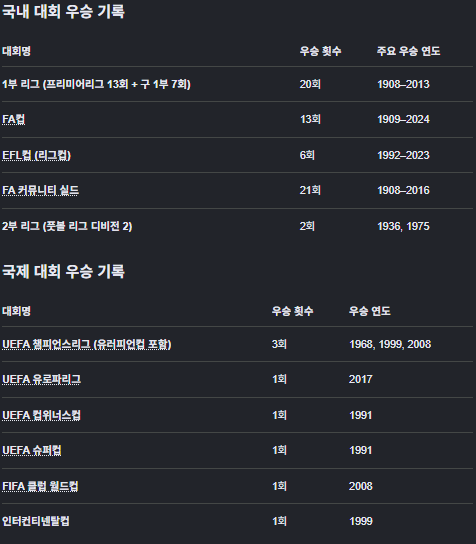 국내 대회 우승 기록
대회명 우승 횟수 주요 우승 연도
1부 리그 (프리미어리그 13회 + 구 1부 7회) 20회 1908–2013
FA컵 13회 1909–2024
EFL컵 (리그컵) 6회 1992–2023
FA 커뮤니티 실드 21회 1908–2016
2부 리그 (풋볼 리그 디비전 2) 2회 1936, 1975
국제 대회 우승 기록
대회명 우승 횟수 우승 연도
UEFA 챔피언스리그 (유러피언컵 포함) 3회 1968, 1999, 2008
UEFA 유로파리그 1회 2017
UEFA 컵위너스컵 1회 1991
UEFA 슈퍼컵 1회 1991
FIFA 클럽 월드컵 1회 2008
인터컨티넨탈컵 1회 1999